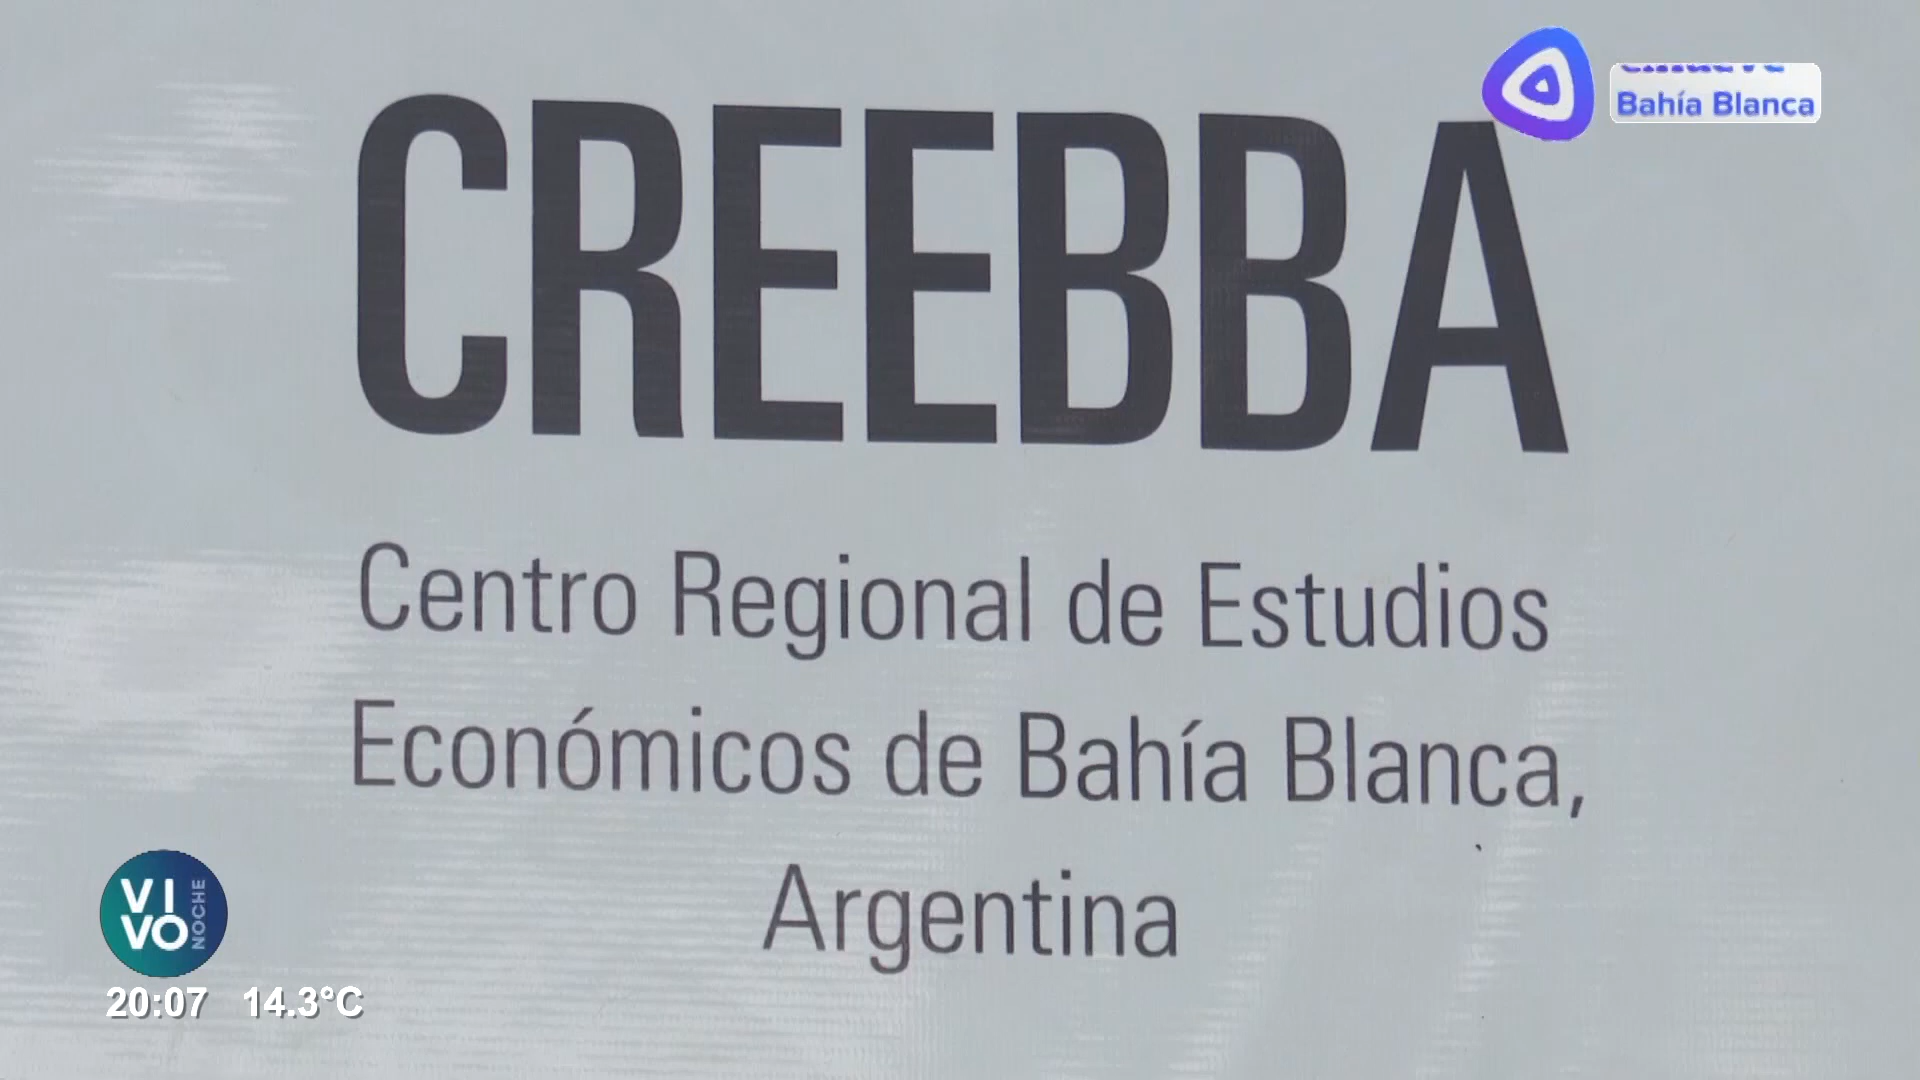 Bahía Blanca
CREEBBA
Centro Regional de Estudios
Económicos de Bahía Blanca,
Argentina
VI
VO
NOCHE
20:07 14.3°C